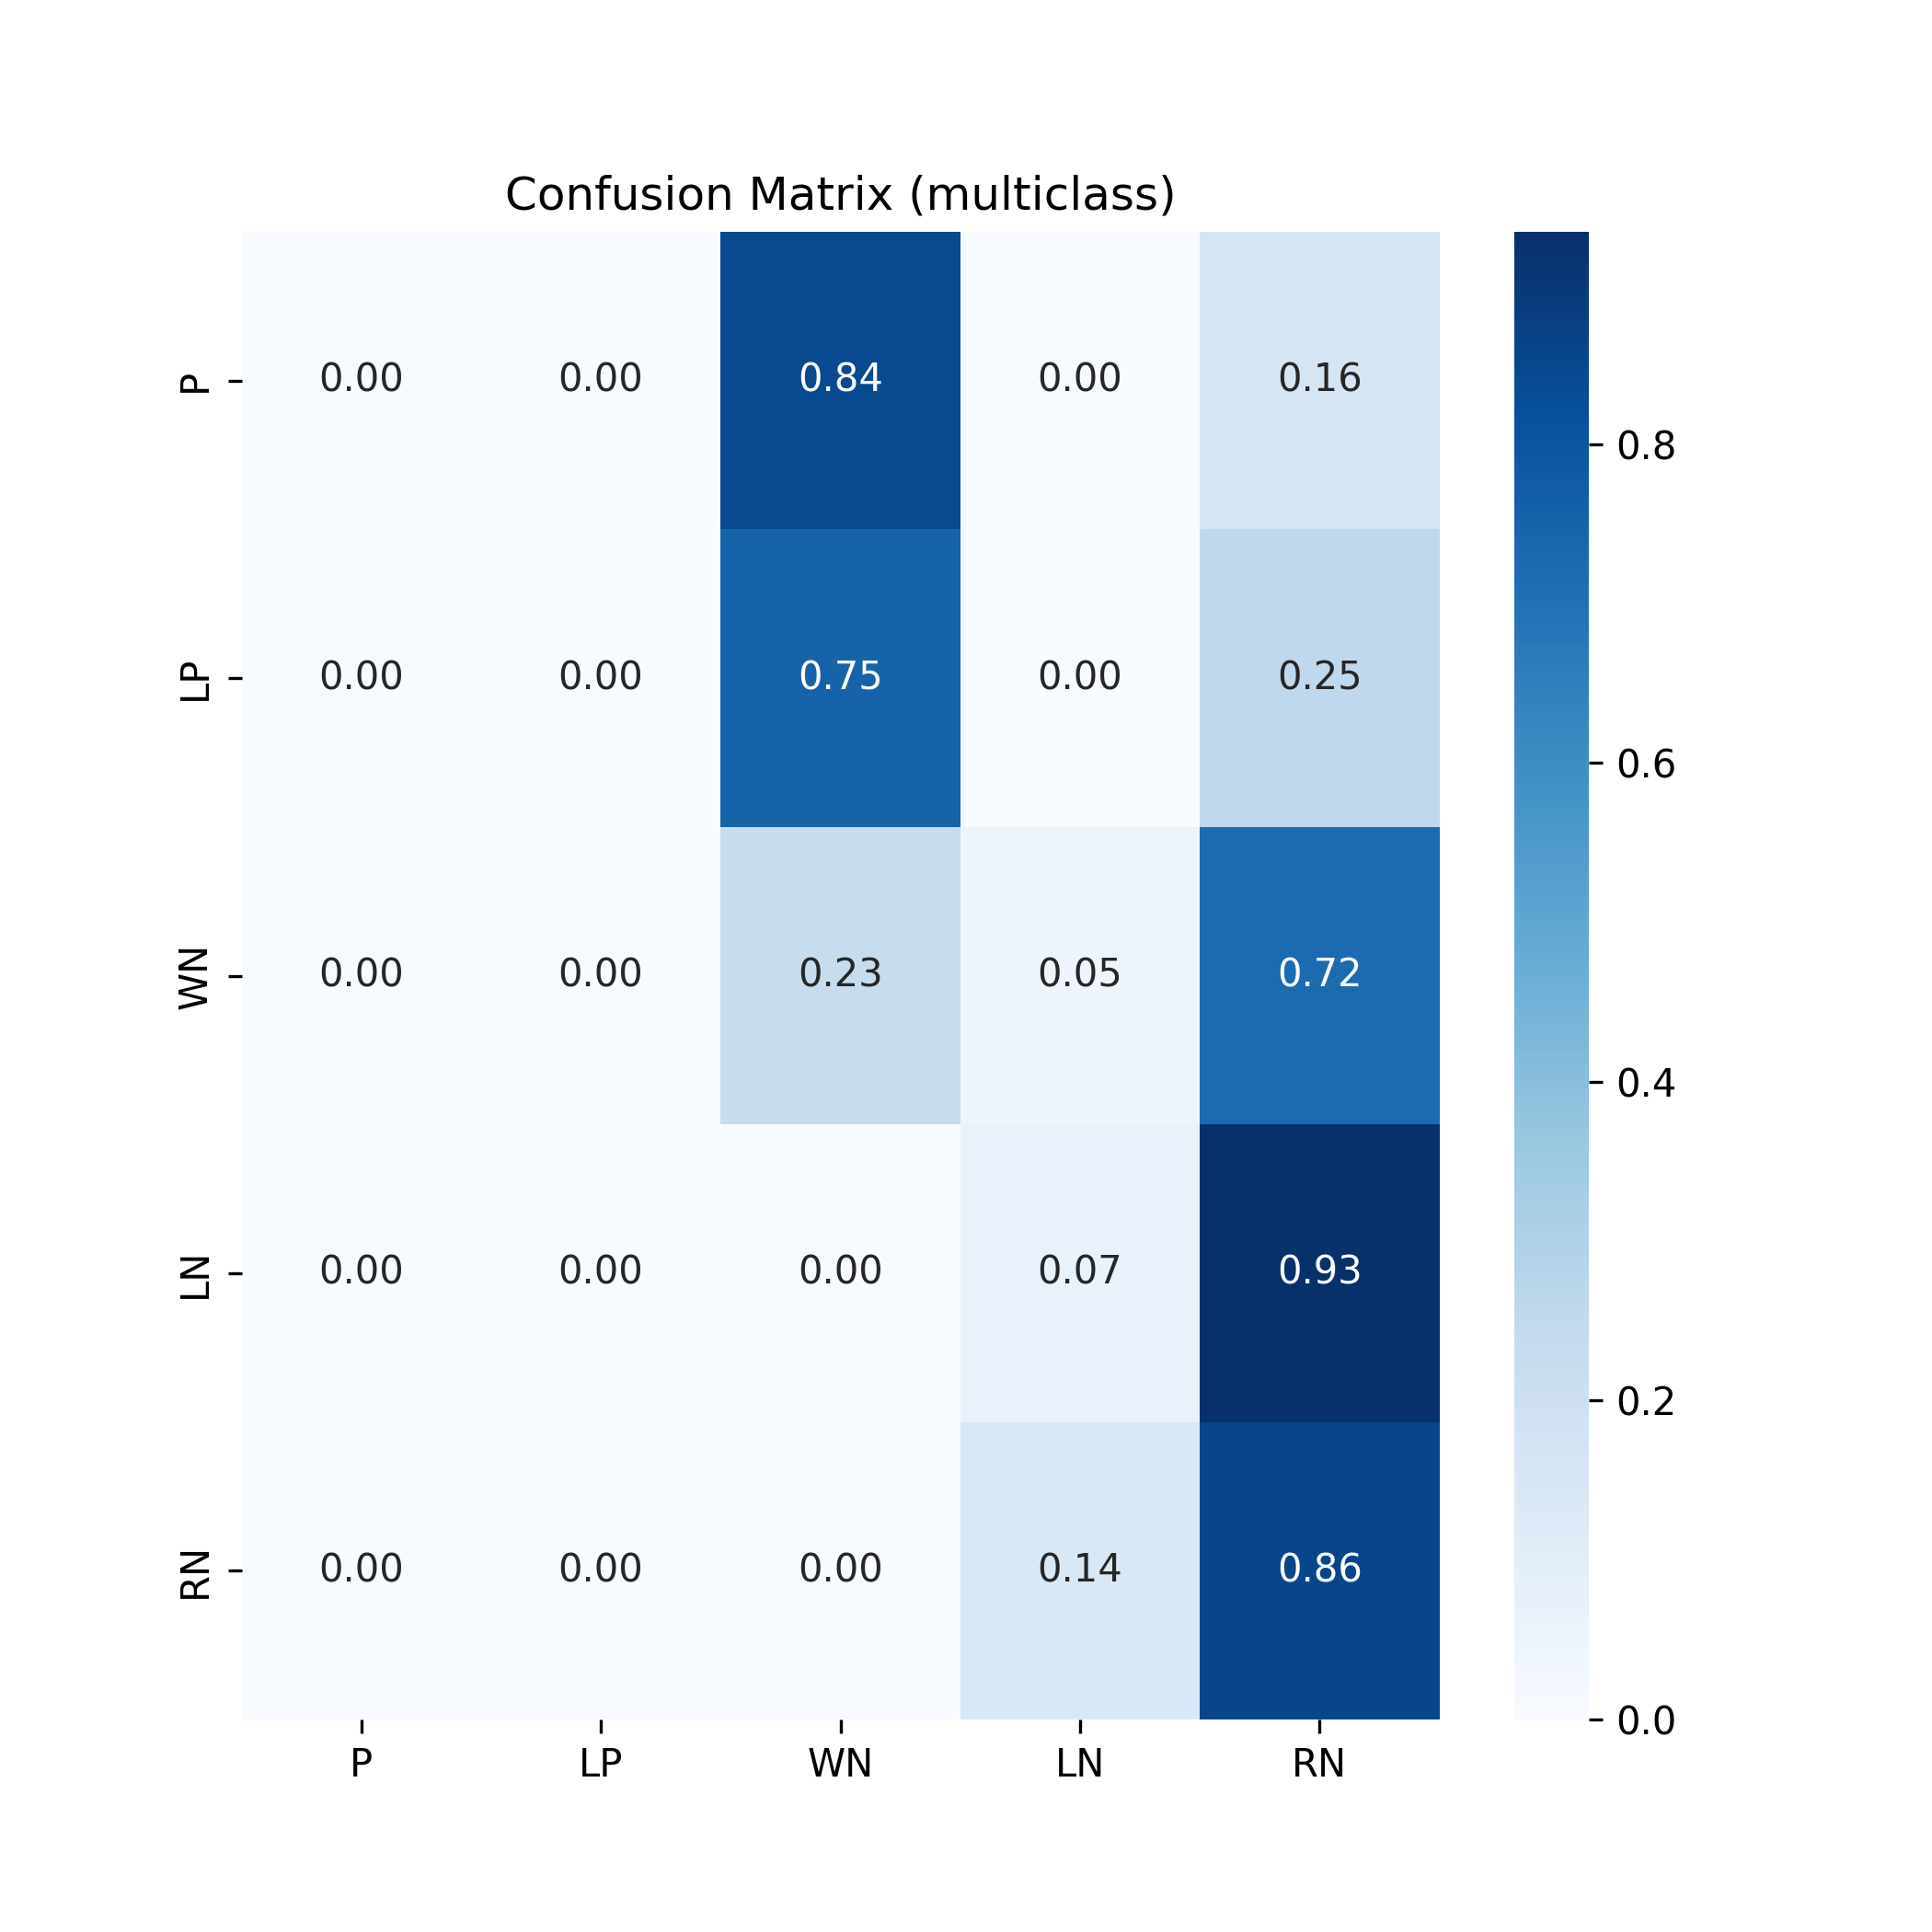 Confusion Matrix (multiclass)
P 0.00 0.00 0.84 0.00 0.16
LP 0.00 0.00 0.75 0.00 0.25
WN 0.00 0.00 0.23 0.05 0.72
LN 0.00 0.00 0.00 0.07 0.93
RN 0.00 0.00 0.00 0.14 0.86
P LP WN LN RN
0.8
0.6
0.4
0.2
0.0